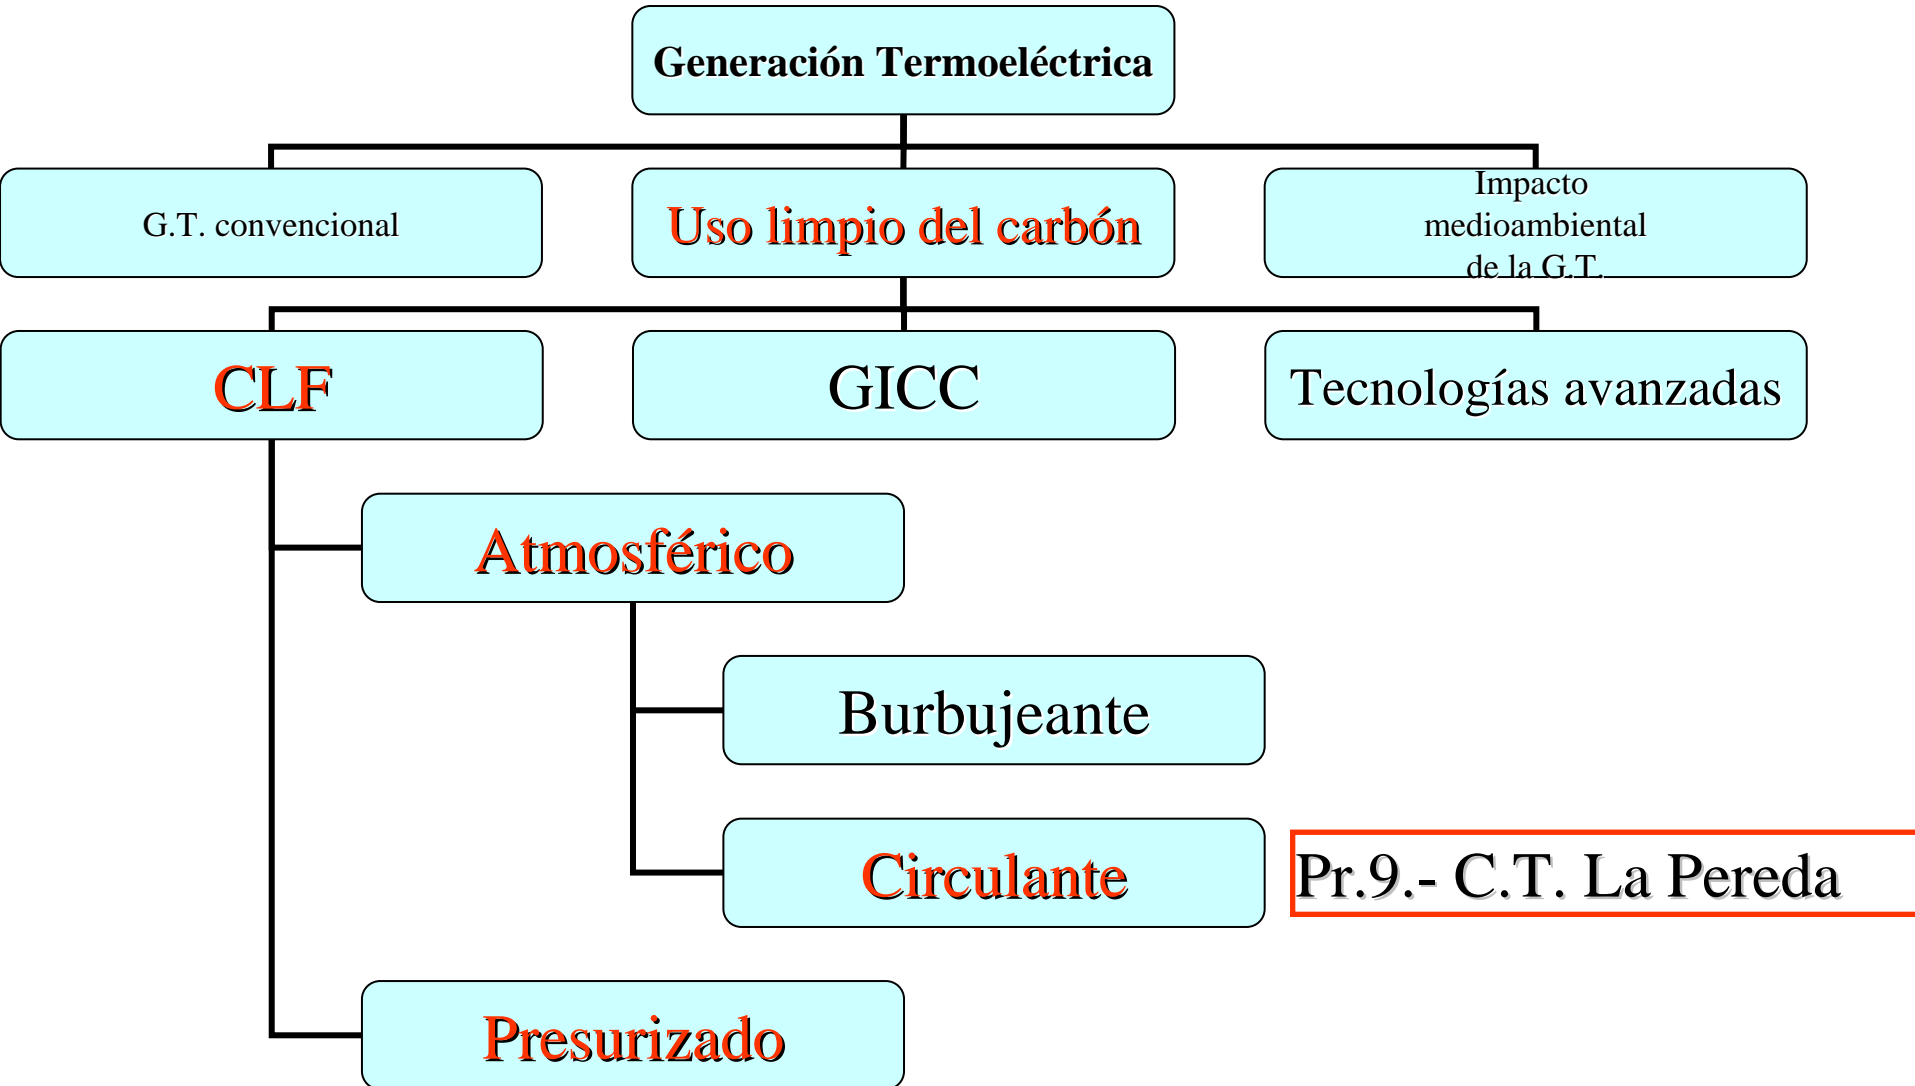 Generación Termoeléctrica
G.T. convencional
Uso limpio del carbón
Impacto
medioambiental
de la G.T.
CLF
GICC
Tecnologías avanzadas
Atmosférico
Burbujeante
Circulante
Pr.9.- C.T. La Pereda
Presurizado